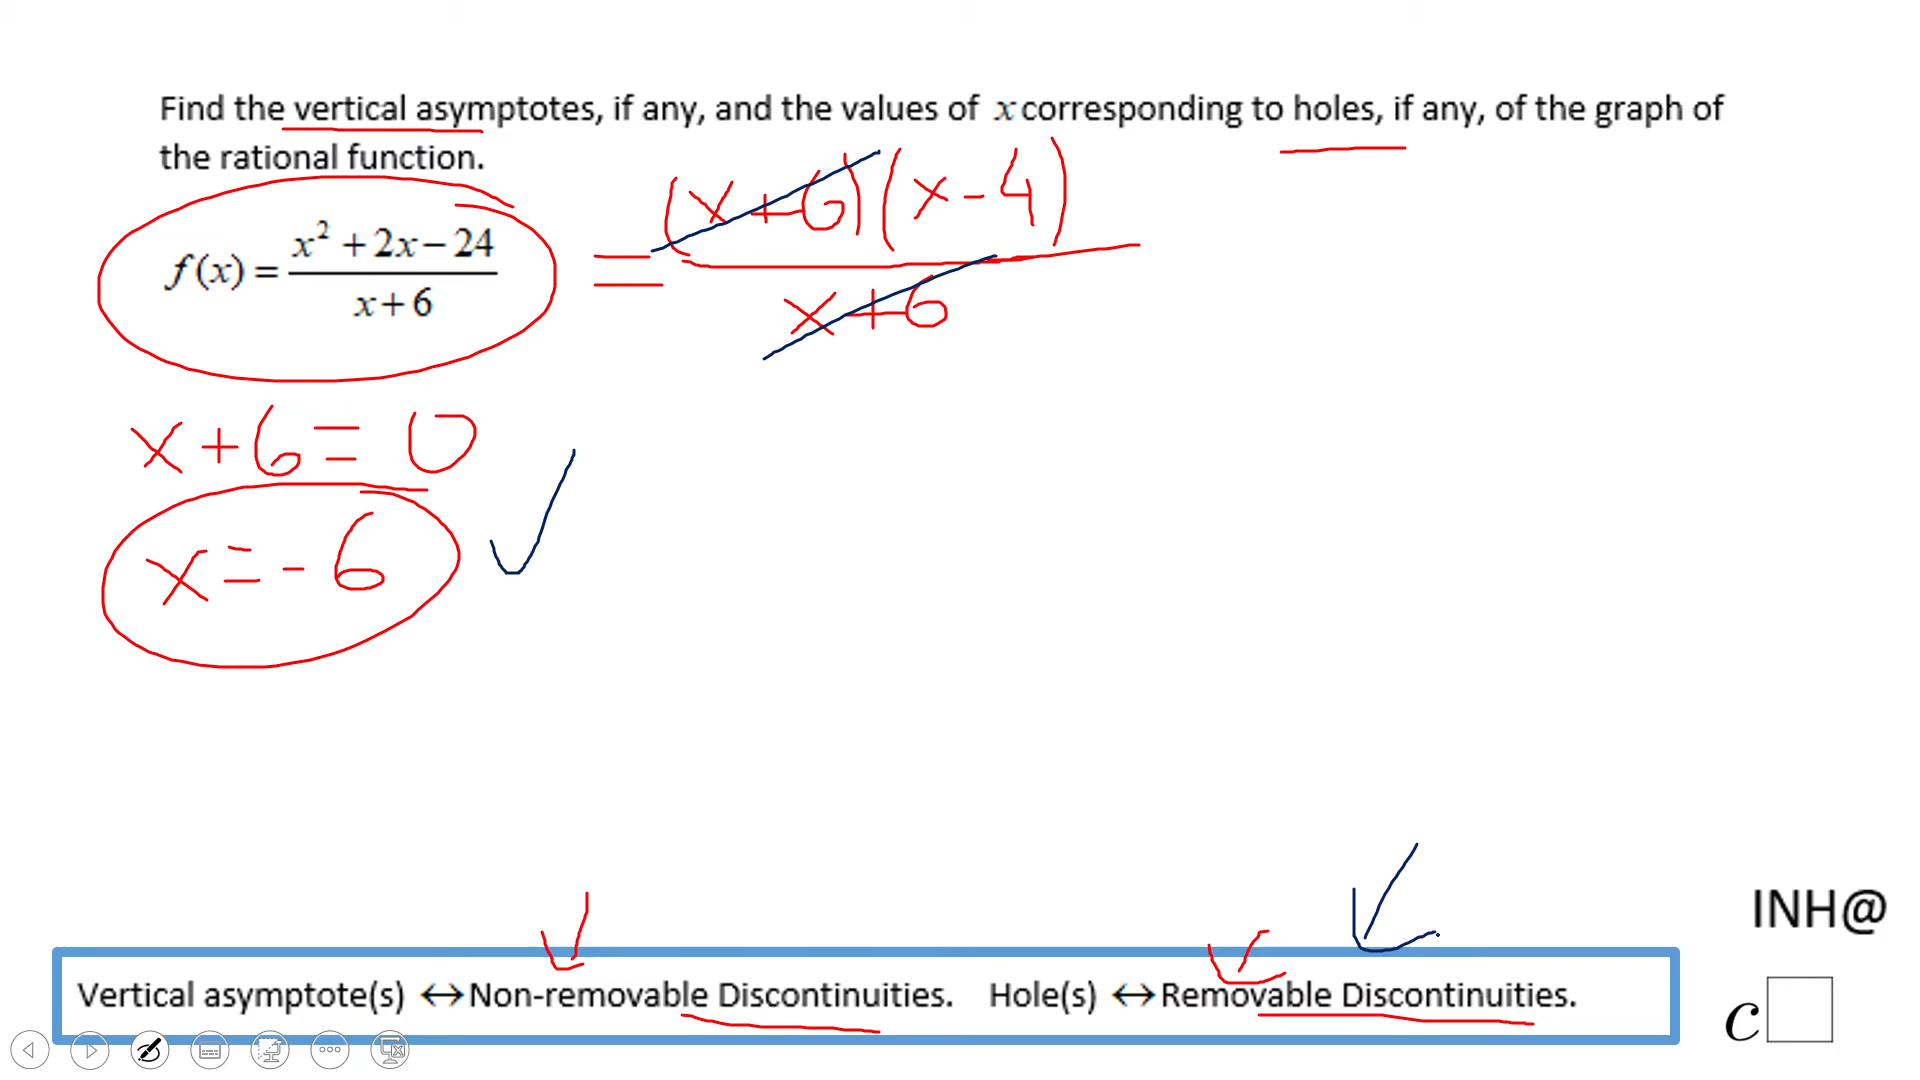 Find the vertical asymptotes, if any, and the values of x corresponding to holes, if any, of the graph of
the rational function.
f(x) = (x² + 2x − 24)/(x + 6) = (x+6)(x-4)/(x+6)
x+6=0
x=-6
INH@
Vertical asymptote(s) ↔ Non-removable Discontinuities. Hole(s) ↔ Removable Discontinuities.
c